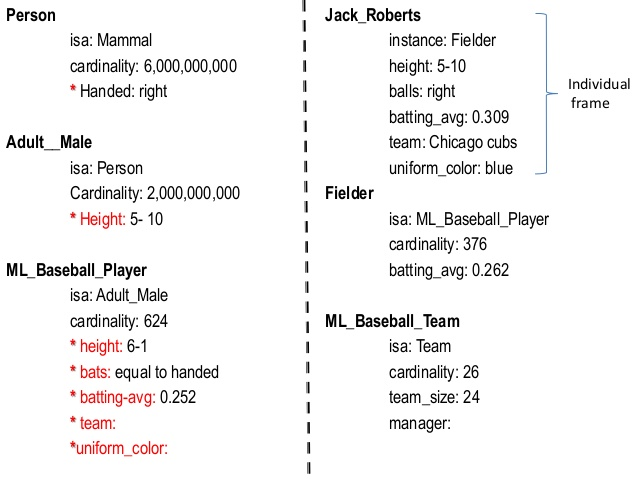 Person
isa: Mammal
cardinality: 6,000,000,000
* Handed: right
Adult__Male
isa: Person
Cardinality: 2,000,000,000
* Height: 5- 10
ML_Baseball_Player
isa: Adult_Male
cardinality: 624
* height: 6-1
* bats: equal to handed
* batting-avg: 0.252
* team:
*uniform_color:
Jack_Roberts
instance: Fielder
height: 5-10
balls: right
batting_avg: 0.309
team: Chicago cubs
uniform_color: blue
Individual
frame
Fielder
isa: ML_Baseball_Player
cardinality: 376
batting_avg: 0.262
ML_Baseball_Team
isa: Team
cardinality: 26
team_size: 24
manager: